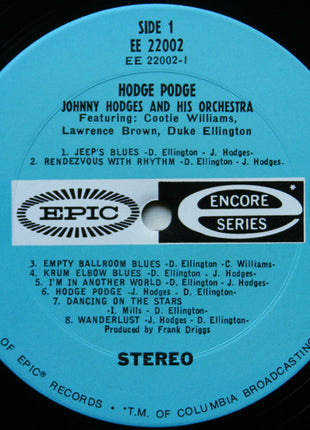 SIDE 1
EE 22002
EE 22002-1
HODGE PODGE
JOHNNY HODGES AND HIS ORCHESTRA
Featuring: Cootie Williams,
Lawrence Brown, Duke Ellington
1. JEEP'S BLUES -D. Ellington - J. Hodges-
2. RENDEZVOUS WITH RHYTHM -D. Ellington - J. Hodges-
EPIC
e
ENCORE
SERIES
3. EMPTY BALLROOM BLUES -D. Ellington -C. Williams-
4. KRUM ELBOW BLUES -D. Ellington - J. Hodges-
5. I'M IN ANOTHER WORLD -D. Ellington - J. Hodges-
6. HODGE PODGE -J. Hodges - D. Ellington-
7. DANCING ON THE STARS
-I. Mills - D. Ellington - J. Hodges-
8. WANDERLUST -J. Hodges - D. Ellington-
Produced by Frank Driggs
STEREO
OF EPIC® RECORDS • *T.M. OF COLUMBIA BROADCASTING